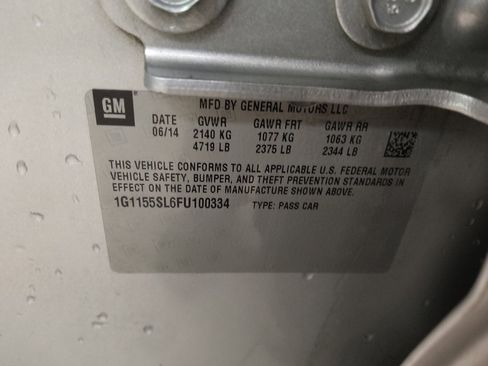 GM
MFD BY GENERAL MOTORS LLC
DATE GVWR GAWR FRT GAWR RR
06/14 2140 KG 1077 KG 1063 KG
4719 LB 2375 LB 2344 LB
THIS VEHICLE CONFORMS TO ALL APPLICABLE U.S. FEDERAL MOTOR
VEHICLE SAFETY, BUMPER, AND THEFT PREVENTION STANDARDS IN
EFFECT ON THE DATE OF MANUFACTURE SHOWN ABOVE.
1G1155SL6FU100334 TYPE: PASS CAR